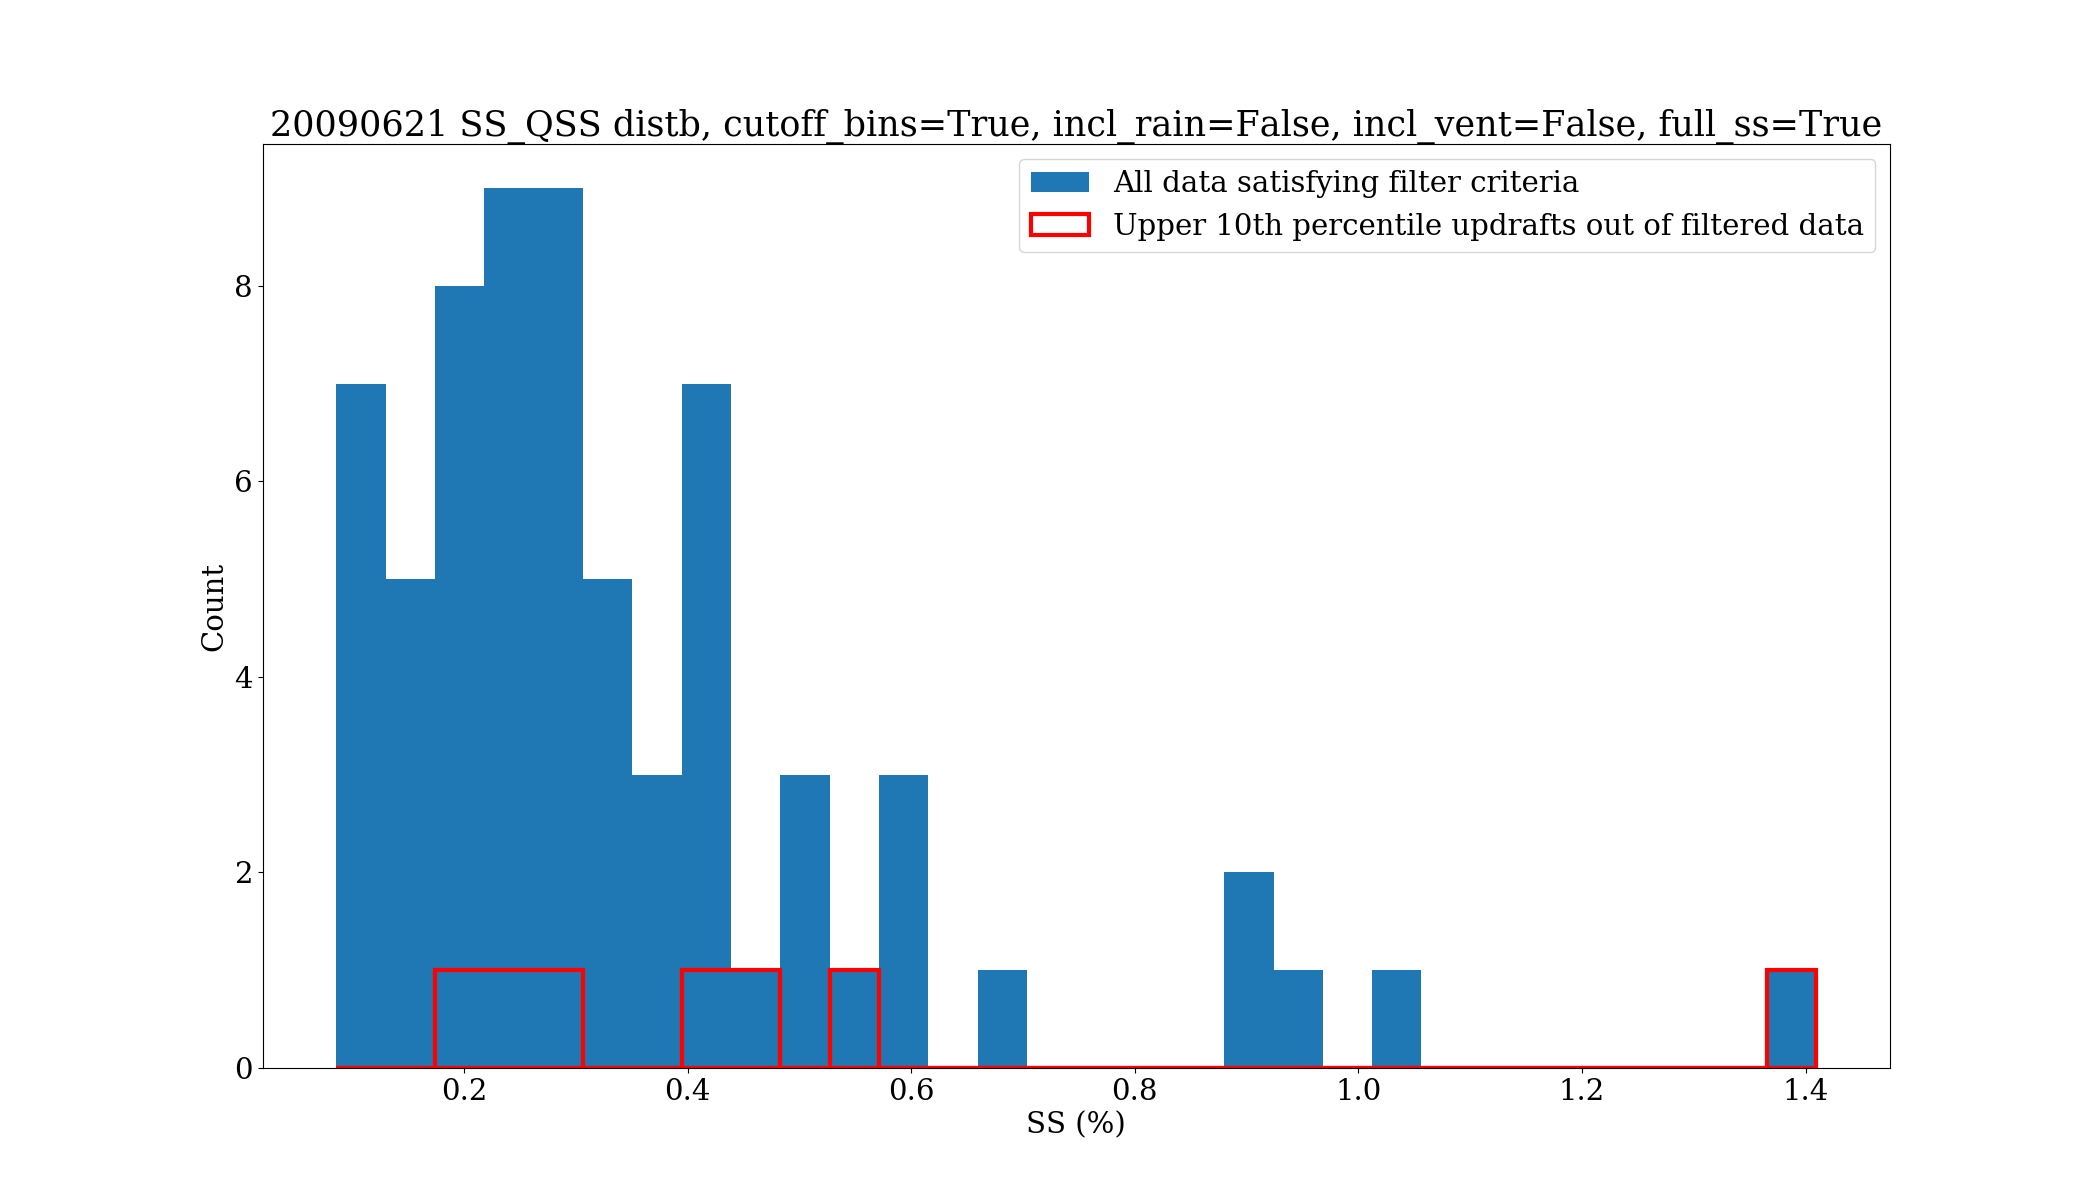 20090621 SS_QSS distb, cutoff_bins=True, incl_rain=False, incl_vent=False, full_ss=True
All data satisfying filter criteria
Upper 10th percentile updrafts out of filtered data
8
6
4
2
0
Count
0.2 0.4 0.6 0.8 1.0 1.2 1.4
SS (%)